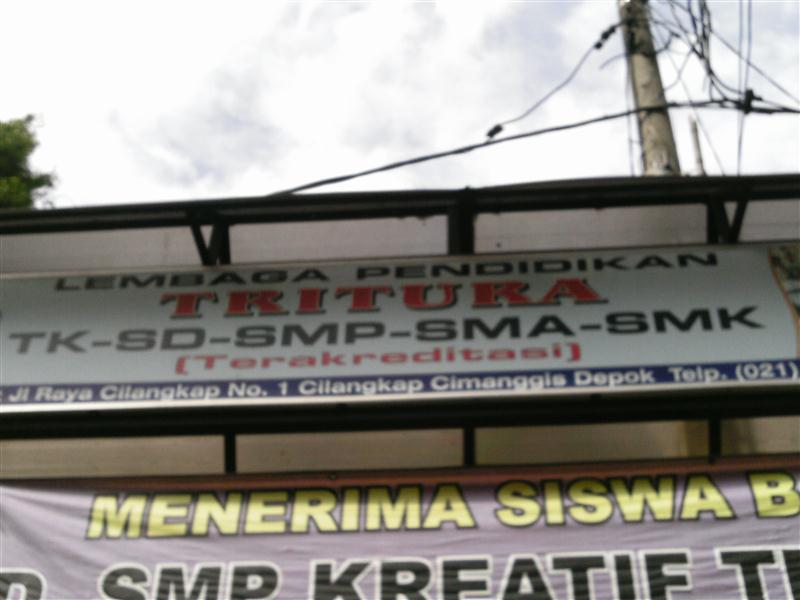 LEMBAGA PENDIDIKAN
TRITURA
TK-SD-SMP-SMA-SMK
(Terakreditasi)
Jl Raya Cilangkap No. 1 Cilangkap Cimanggis Depok Telp. (021)
MENERIMA SISWA B
SMP KREATIF T